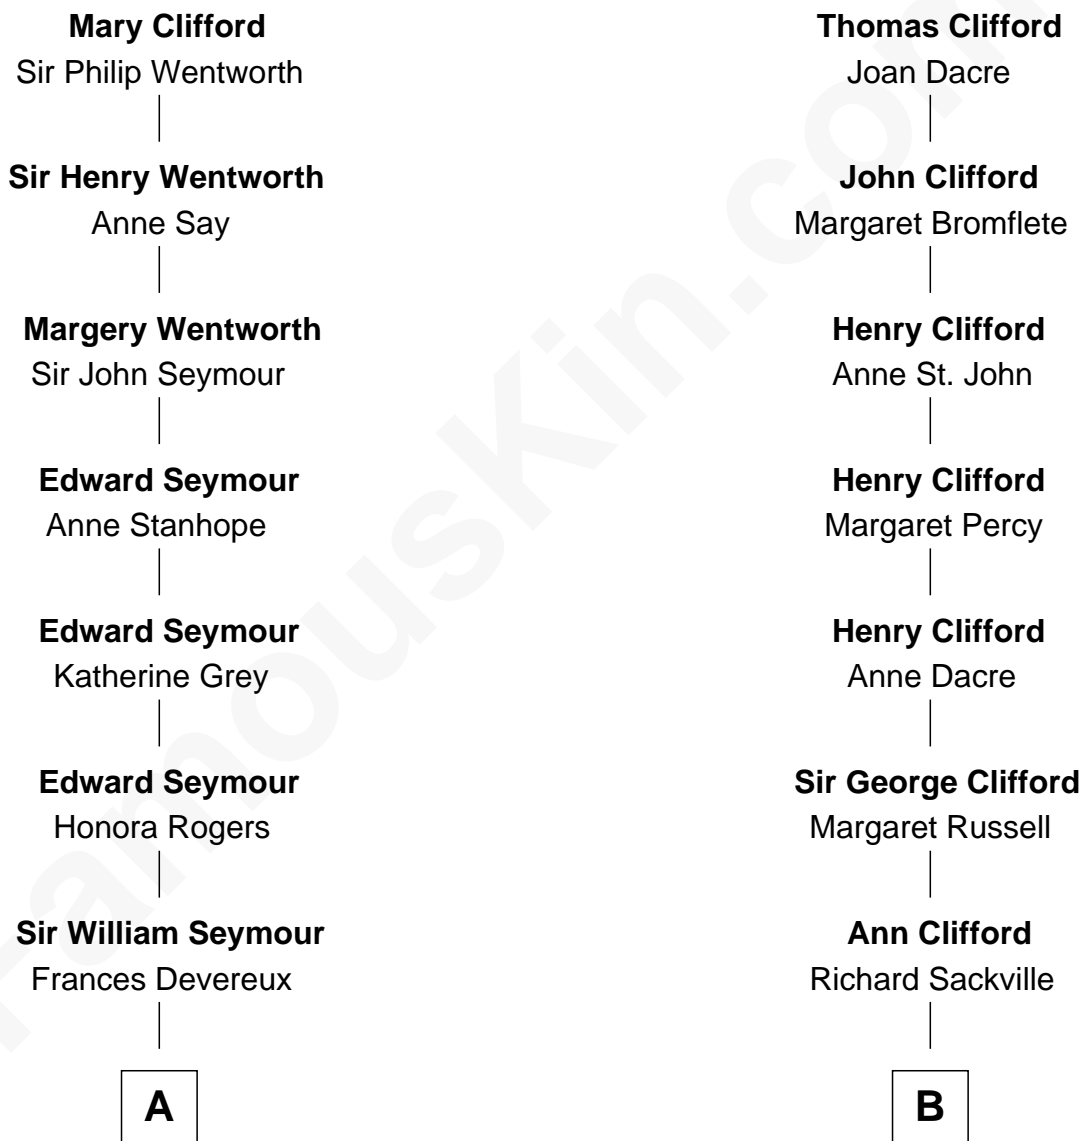 Mary Clifford
Sir Philip Wentworth
Sir Henry Wentworth
Anne Say
Margery Wentworth
Sir John Seymour
Edward Seymour
Anne Stanhope
Edward Seymour
Katherine Grey
Edward Seymour
Honora Rogers
Sir William Seymour
Frances Devereux
A
Thomas Clifford
Joan Dacre
John Clifford
Margaret Bromflete
Henry Clifford
Anne St. John
Henry Clifford
Margaret Percy
Henry Clifford
Anne Dacre
Sir George Clifford
Margaret Russell
Ann Clifford
Richard Sackville
B
FamousKin.com